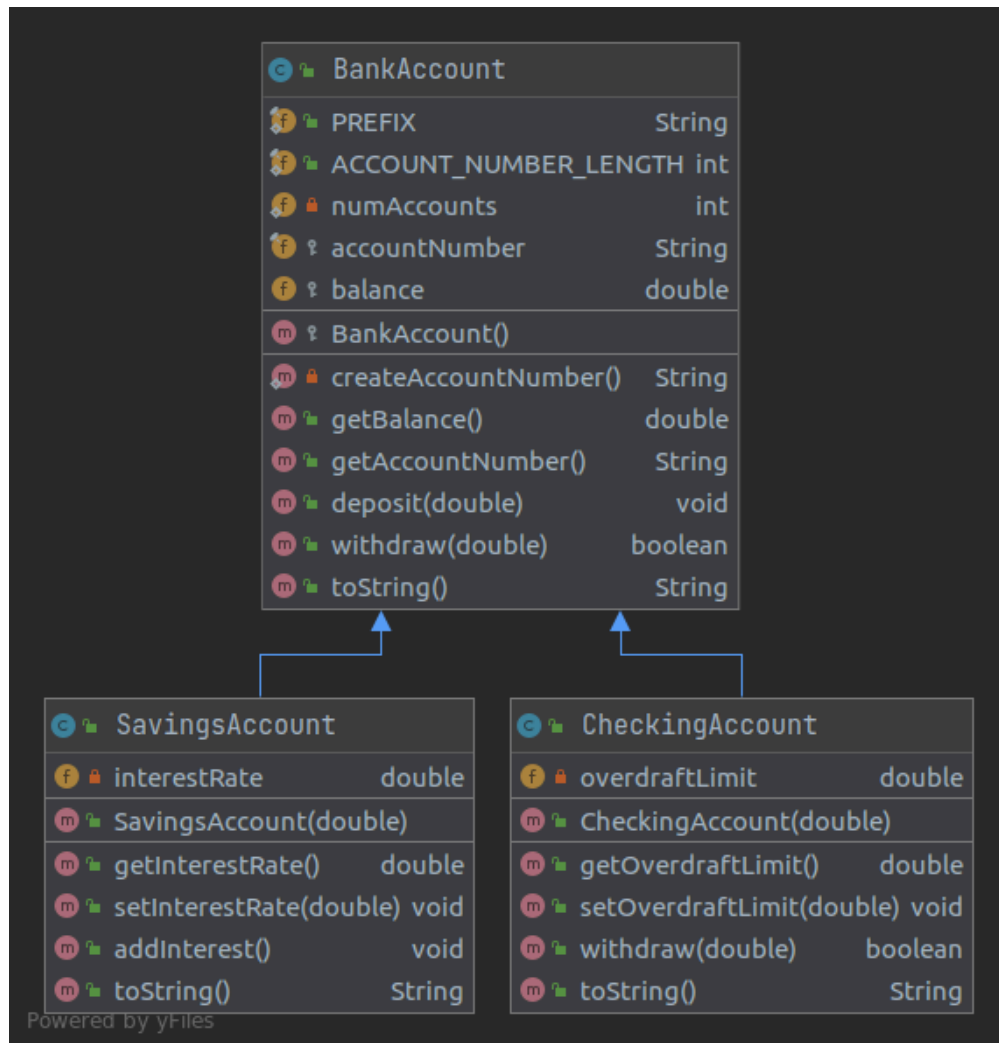 BankAccount
PREFIX String
ACCOUNT_NUMBER_LENGTH int
numAccounts int
accountNumber String
balance double
BankAccount()
createAccountNumber() String
getBalance() double
getAccountNumber() String
deposit(double) void
withdraw(double) boolean
toString() String
SavingsAccount
interestRate double
SavingsAccount(double)
getInterestRate() double
setInterestRate(double) void
addInterest() void
toString() String
CheckingAccount
overdraftLimit double
CheckingAccount(double)
getOverdraftLimit() double
setOverdraftLimit(double) void
withdraw(double) boolean
toString() String
Powered by yFiles